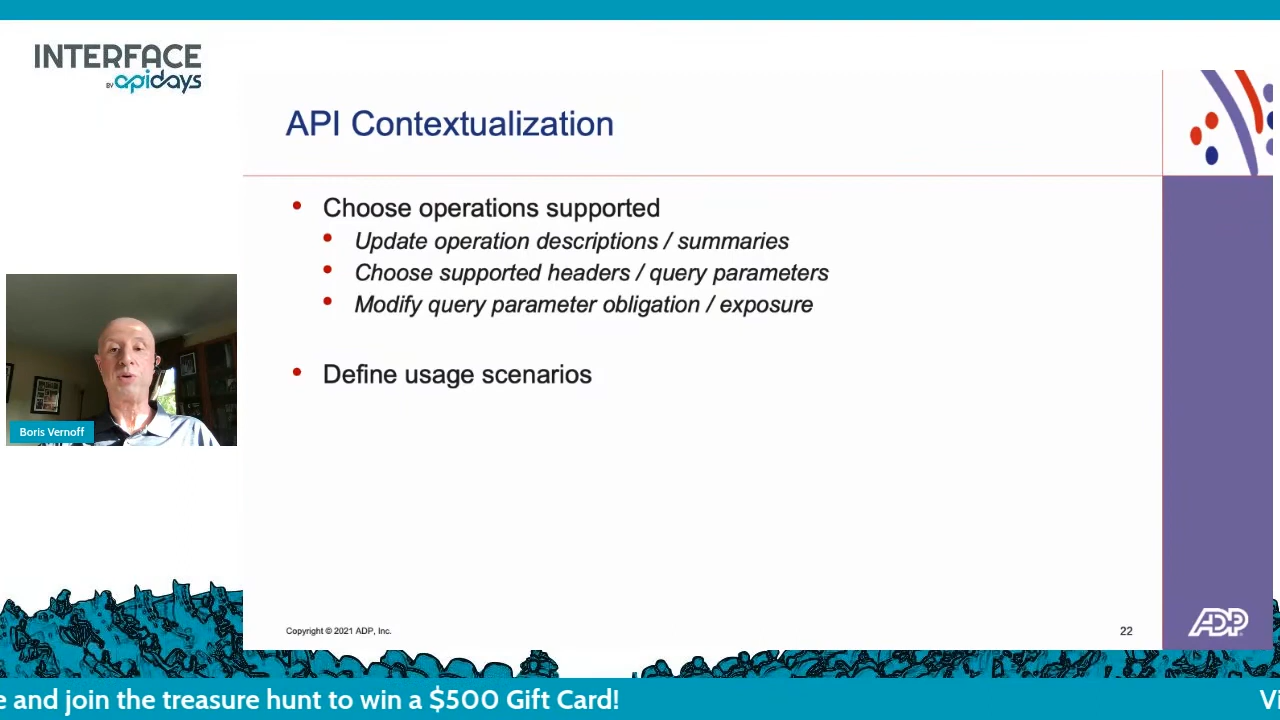 INTERFACE
BY apidays
API Contextualization
Choose operations supported
Update operation descriptions / summaries
Choose supported headers / query parameters
Modify query parameter obligation / exposure
Define usage scenarios
Boris Vernoff
Copyright © 2021 ADP, Inc.
22
ADP
e and join the treasure hunt to win a $500 Gift Card!
Vi